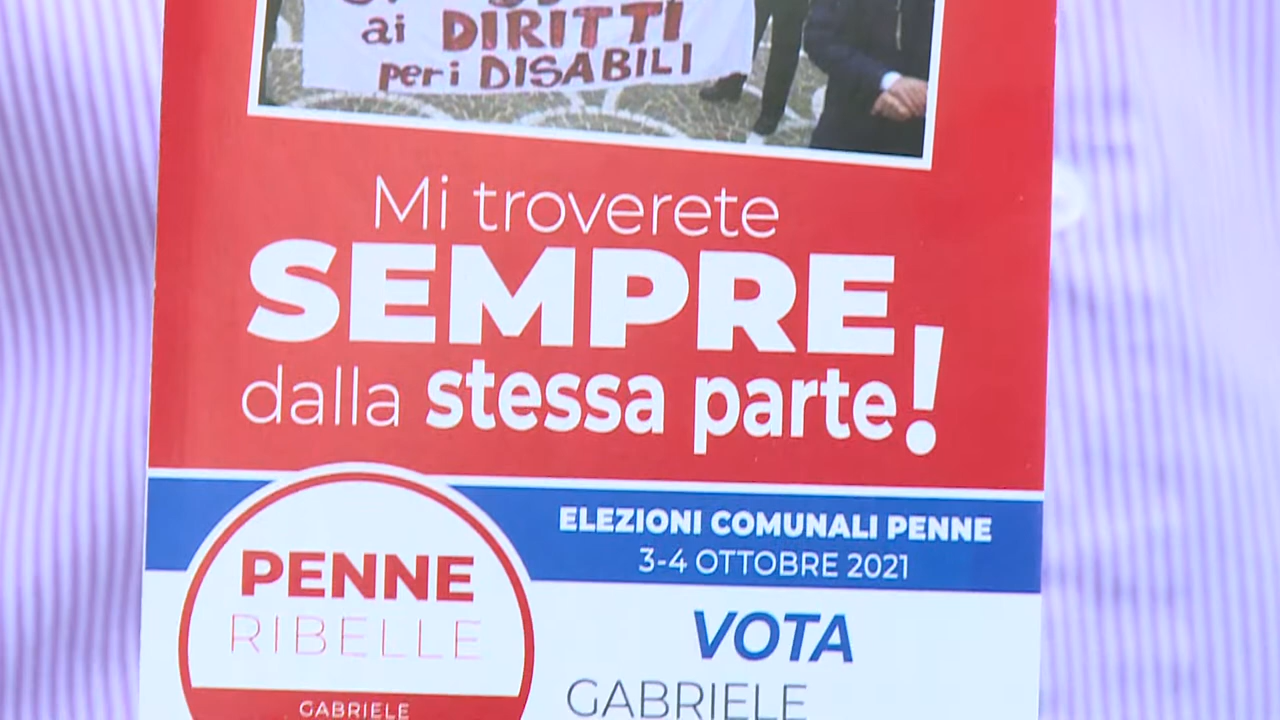 ai DIRITTI
per i DISABILI
Mi troverete
SEMPRE
dalla stessa parte!
ELEZIONI COMUNALI PENNE
3-4 OTTOBRE 2021
PENNE
RIBELLE
GABRIELE
VOTA
GABRIELE